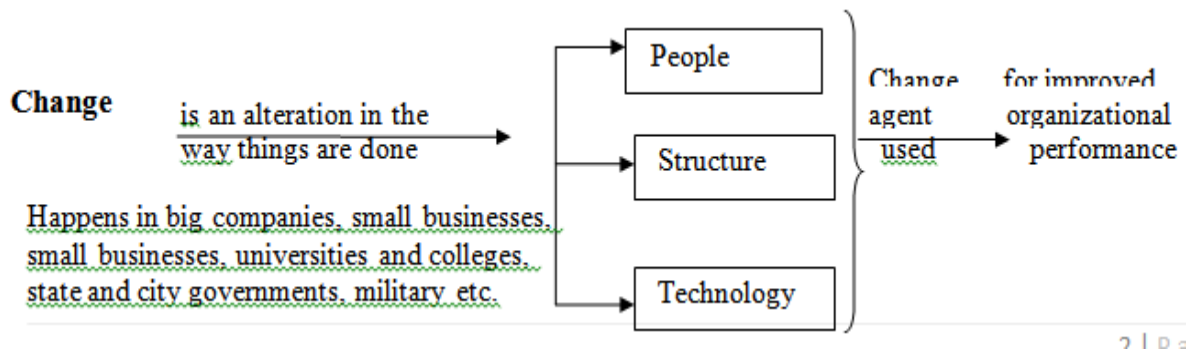 People
Change for improved
Change
is an alteration in the
agent organizational
way things are done
used performance
Structure
Happens in big companies, small businesses,
small businesses, universities and colleges,
state and city governments, military etc.
Technology
2 | P a